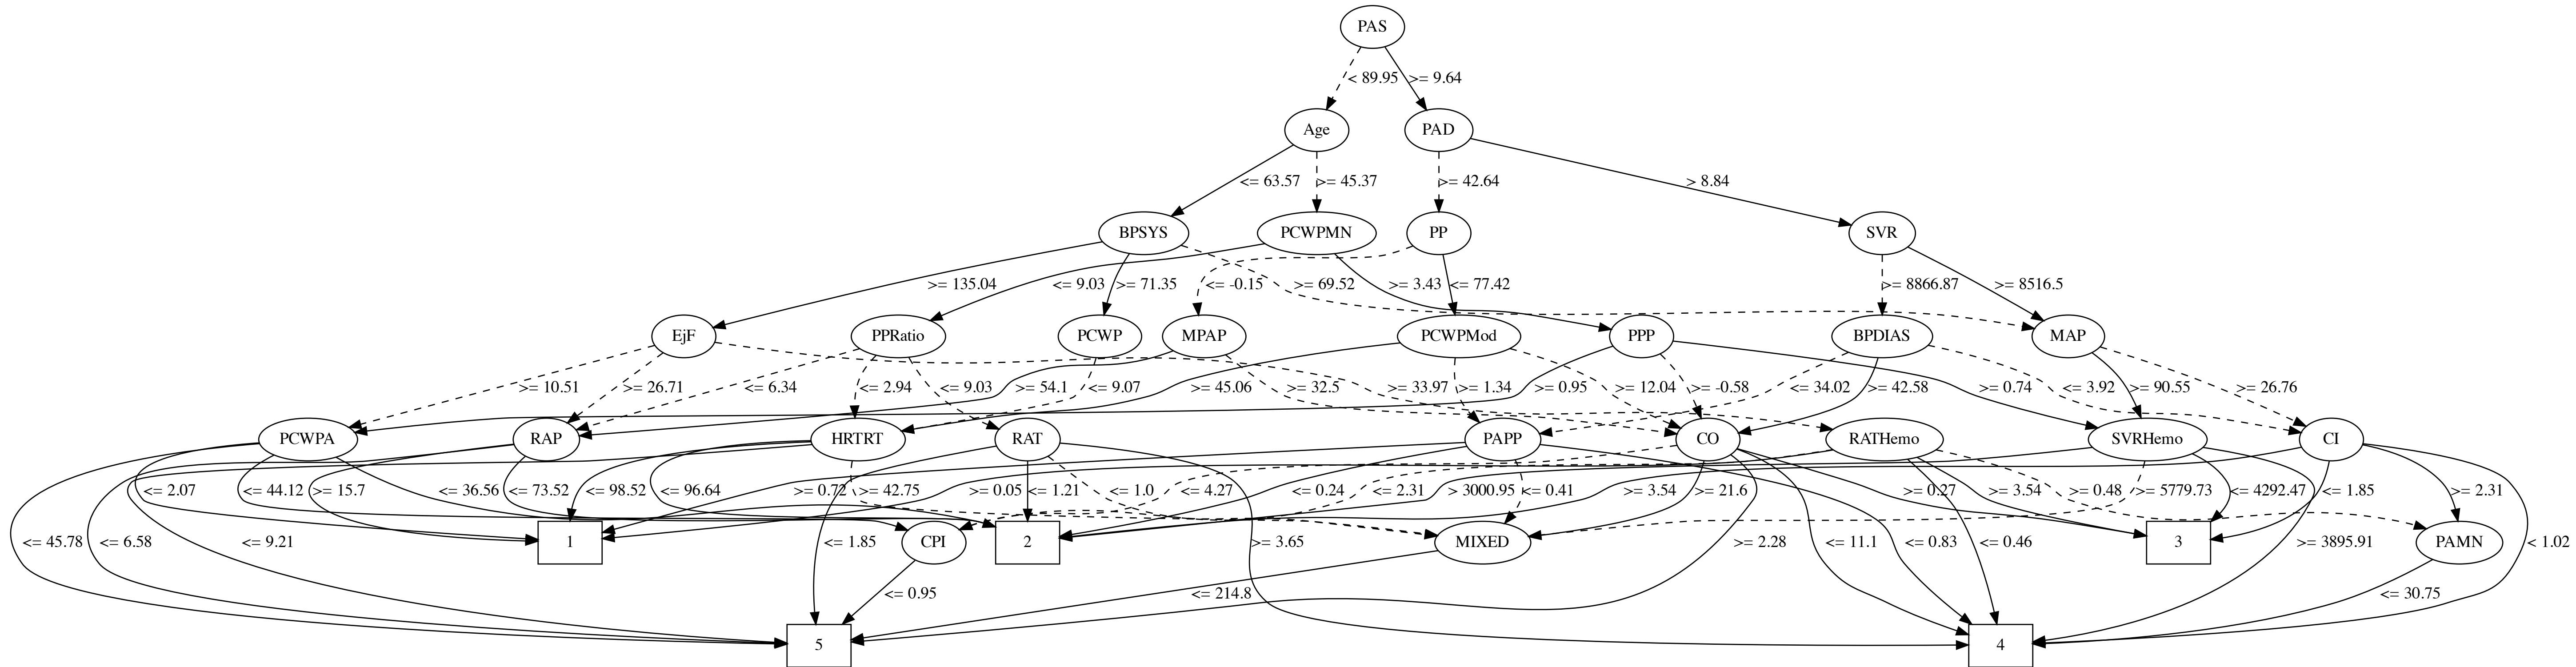 PAS
< 89.95 >= 9.64
Age PAD
<= 63.57 >= 45.37 >= 42.64 > 8.84
BPSYS PCWPMN PP SVR
>= 135.04 <= 9.03 >= 71.35 <= -0.15 >= 69.52 >= 3.43 <= 77.42 >= 8866.87 >= 8516.5
EjF PPRatio PCWP MPAP PCWPMod PPP BPDIAS MAP
>= 10.51 >= 26.71 <= 6.34 <= 2.94 <= 9.03 >= 54.1 <= 9.07 >= 45.06 >= 32.5 >= 33.97 >= 1.34 >= 0.95 >= 12.04 >= -0.58 <= 34.02 >= 42.58 >= 0.74 <= 3.92 >= 90.55 >= 26.76
PCWPA RAP HRTRT RAT PAPP CO RATHemo SVRHemo CI
<= 2.07 <= 44.12 >= 15.7 <= 36.56 <= 73.52 <= 98.52 <= 96.64 >= 0.72 >= 42.75 >= 0.05 <= 1.21 <= 1.0 <= 4.27 <= 0.24 <= 2.31 > 3000.95 <= 0.41 >= 3.54 >= 21.6 >= 0.27 >= 3.54 >= 0.48 >= 5779.73 <= 4292.47 <= 1.85 >= 2.31
<= 45.78 <= 6.58 <= 9.21 1 <= 1.85 CPI 2 >= 3.65 MIXED >= 2.28 <= 11.1 <= 0.83 <= 0.46 3 >= 3895.91 PAMN < 1.02
<= 0.95 <= 214.8 <= 30.75
5 4